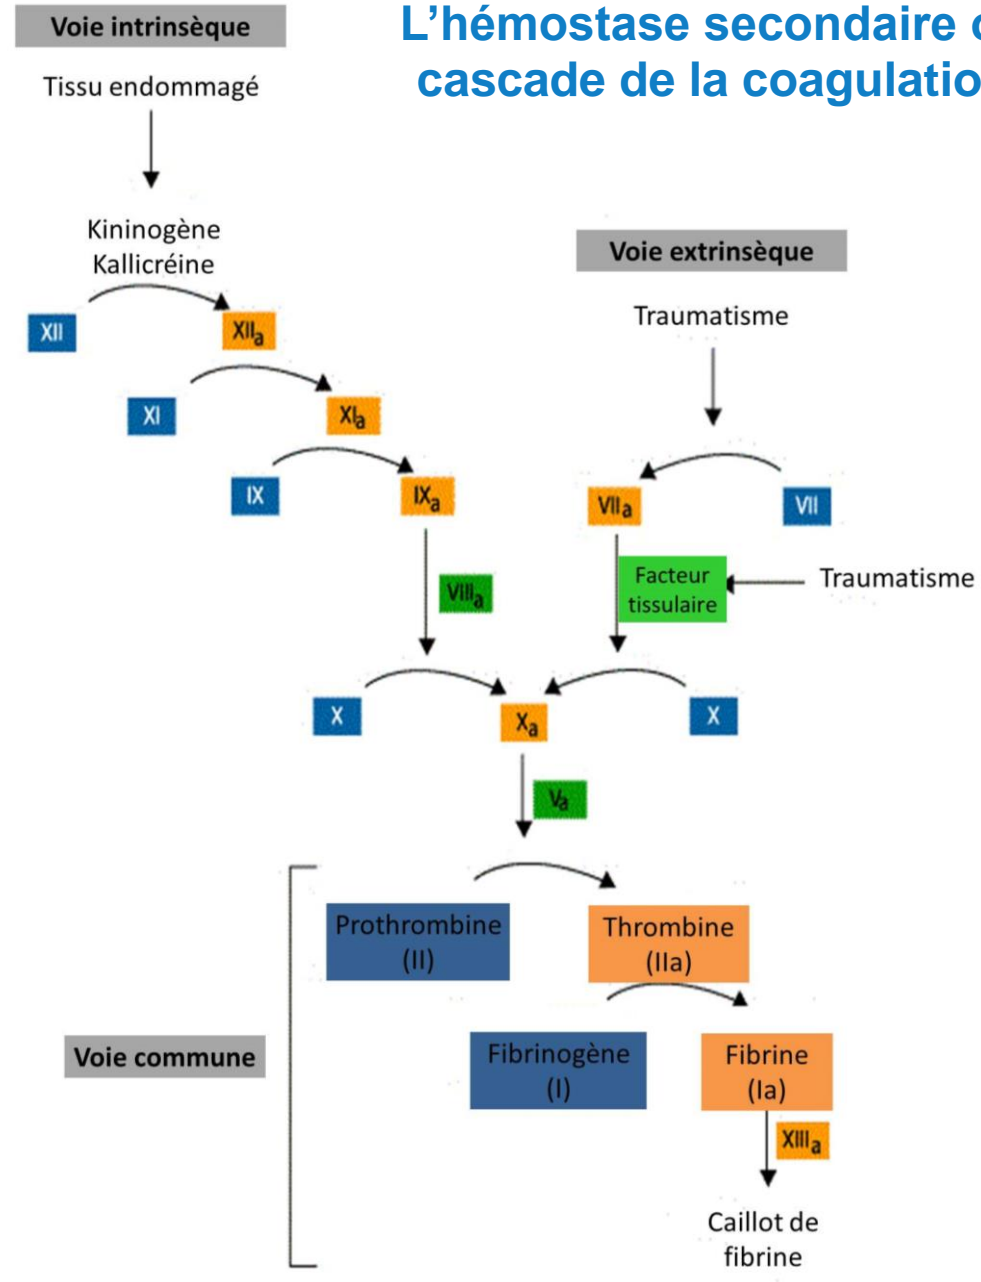 Voie intrinsèque
L'hémostase secondaire o
cascade de la coagulatio
Tissu endommagé
Kininogène
Kallicréine
XII
XIIa
XI
XIa
IX
IXa
VIIIa
Voie extrinsèque
Traumatisme
VIIa
VII
Facteur
tissulaire
Traumatisme
X
Xa
X
Va
Prothrombine
(II)
Thrombine
(IIa)
Voie commune
Fibrinogène
(I)
Fibrine
(Ia)
XIIIa
Caillot de
fibrine